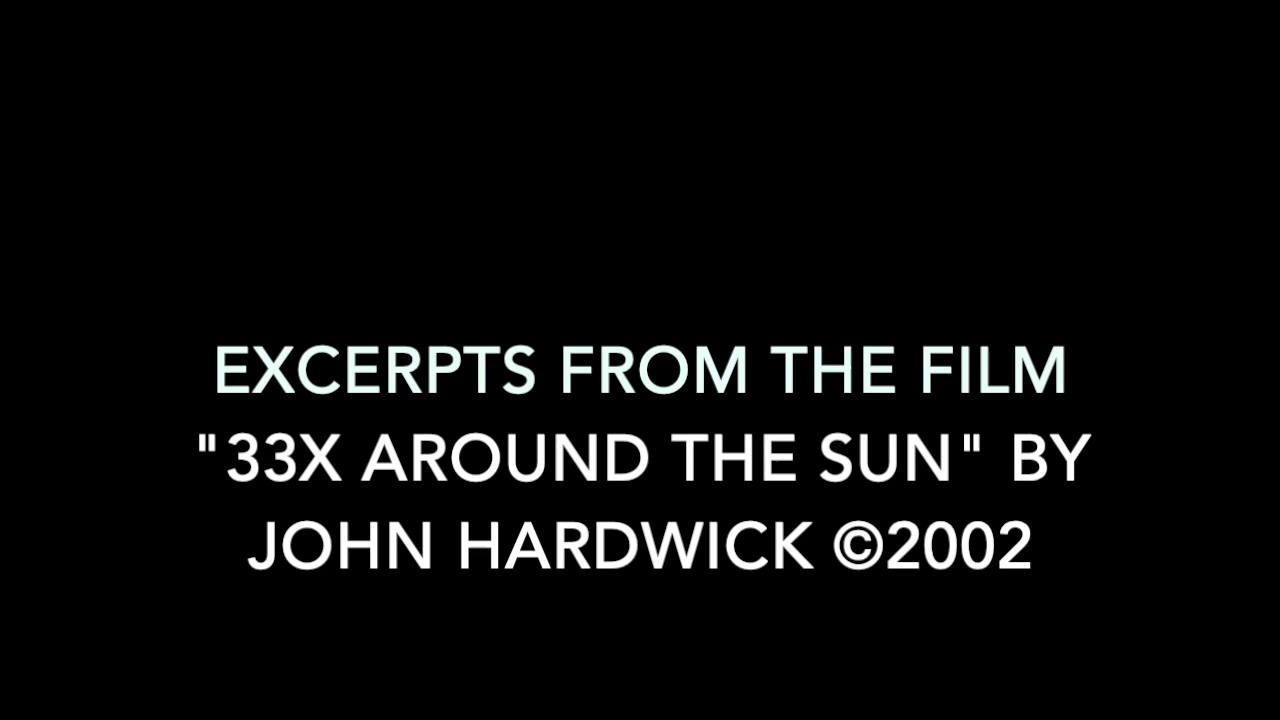 EXCERPTS FROM THE FILM
"33X AROUND THE SUN" BY
JOHN HARDWICK ©2002